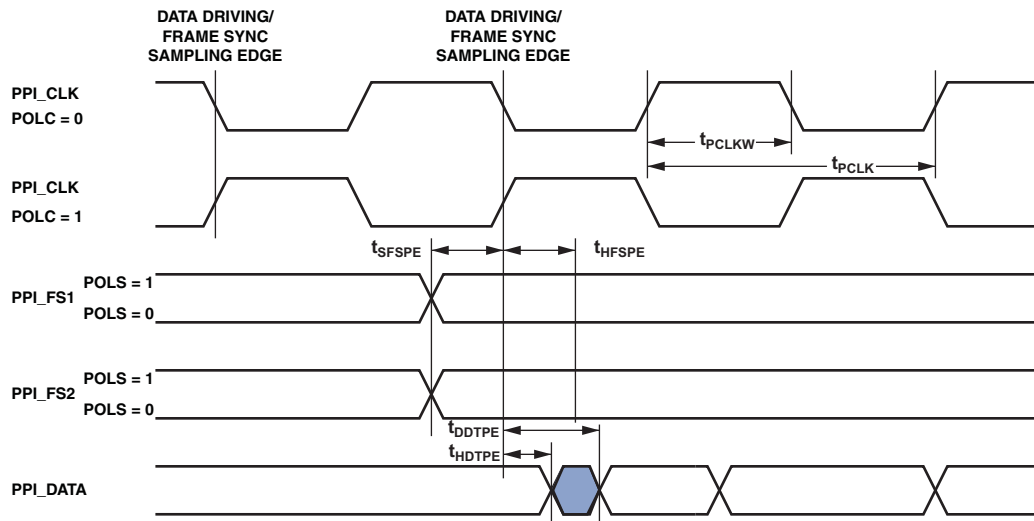 DATA DRIVING/
FRAME SYNC
SAMPLING EDGE
DATA DRIVING/
FRAME SYNC
SAMPLING EDGE
PPI_CLK
POLC = 0
tPCLKW
tPCLK
PPI_CLK
POLC = 1
tSFSPE
tHFSPE
POLS = 1
PPI_FS1
POLS = 0
POLS = 1
PPI_FS2
POLS = 0
tDDTPE
tHDTPE
PPI_DATA